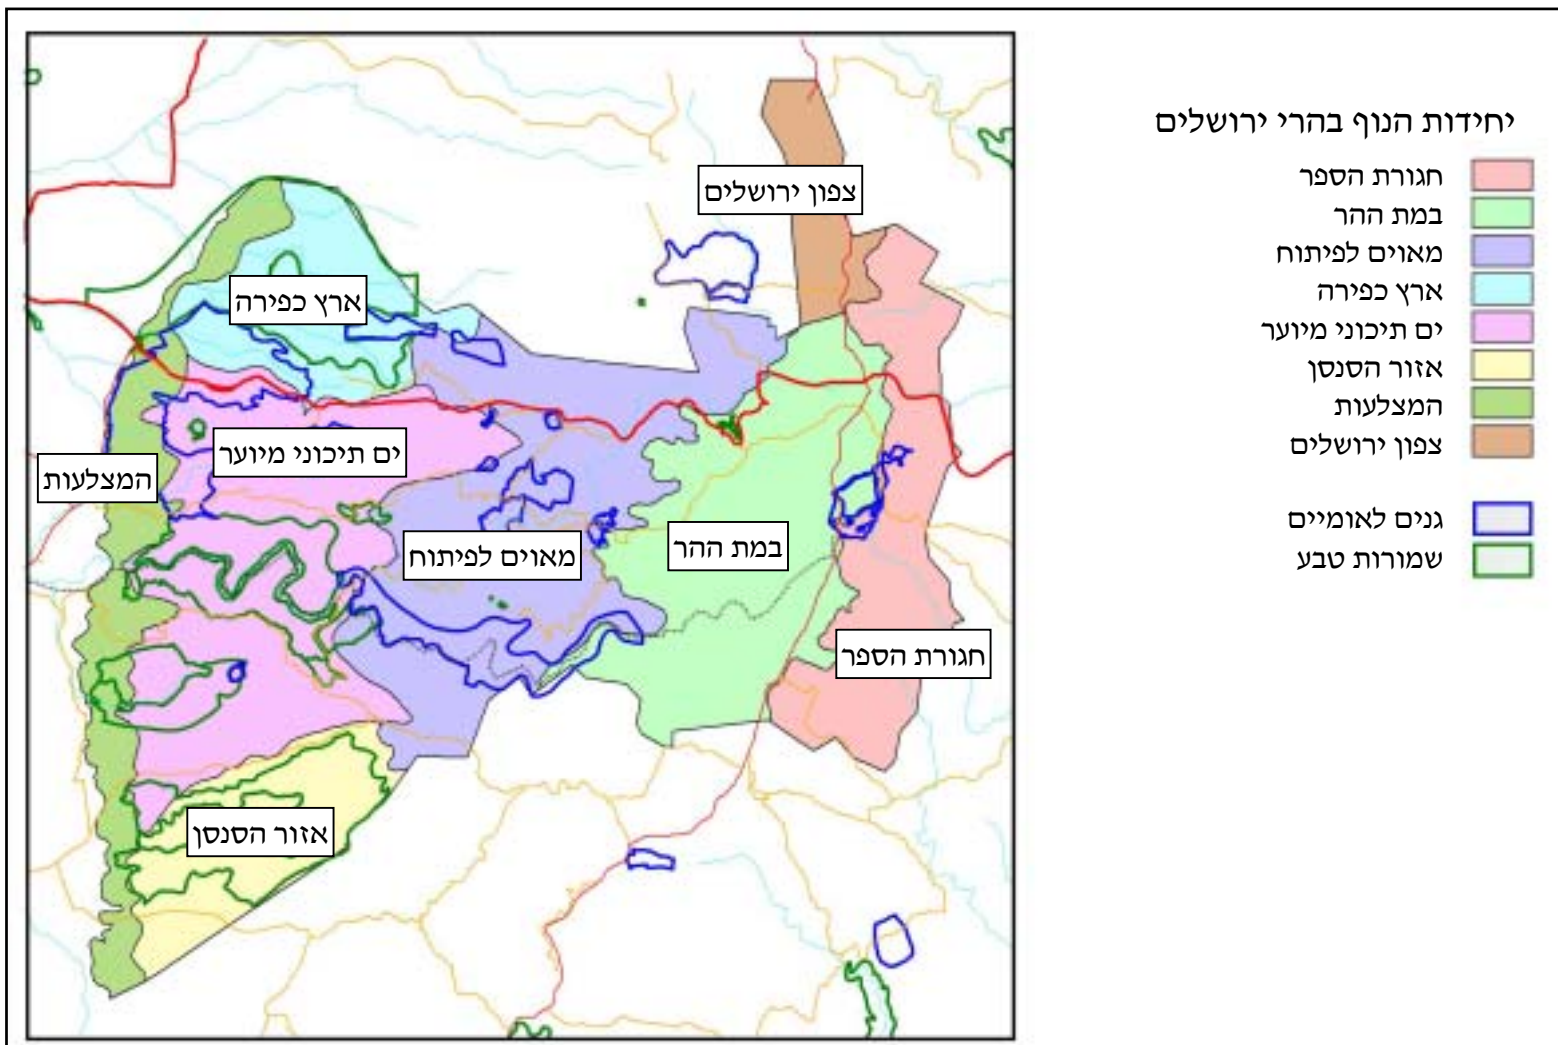 יחידות הנוף בהרי ירושלים
חגורת הספר
במת ההר
מאוים לפיתוח
ארץ כפירה
ים תיכוני מיוער
אזור הסנסן
המצלעות
צפון ירושלים
גנים לאומיים
שמורות טבע
צפון ירושלים
ארץ כפירה
ים תיכוני מיוער
המצלעות
במת ההר
מאוים לפיתוח
חגורת הספר
אזור הסנסן